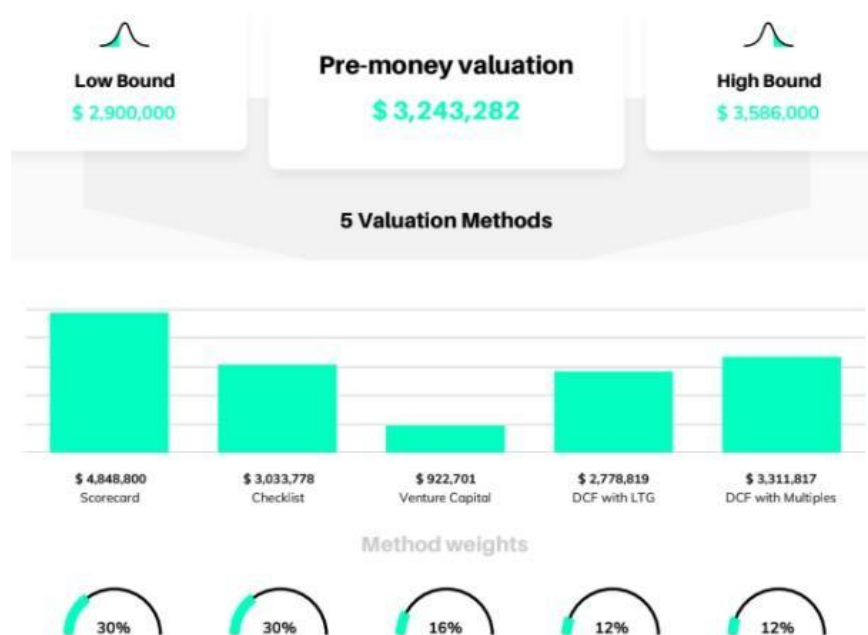 Low Bound
$ 2,900,000
Pre-money valuation
$ 3,243,282
High Bound
$ 3,586,000
5 Valuation Methods
$ 4,848,800
Scorecard
$ 3,033,778
Checklist
$ 922,701
Venture Capital
$ 2,778,819
DCF with LTG
$ 3,311,817
DCF with Multiples
Method weights
30%
30%
16%
12%
12%